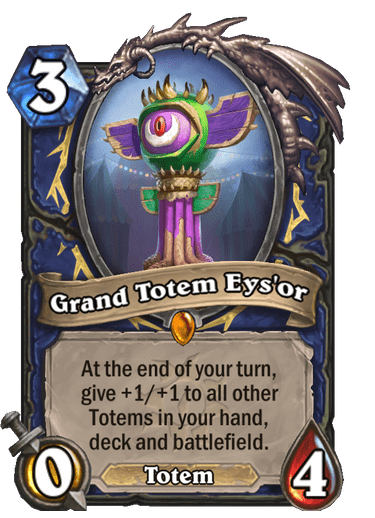 3
Grand Totem Eys'or
At the end of your turn,
give +1/+1 to all other
Totems in your hand,
deck and battlefield.
0
Totem
4